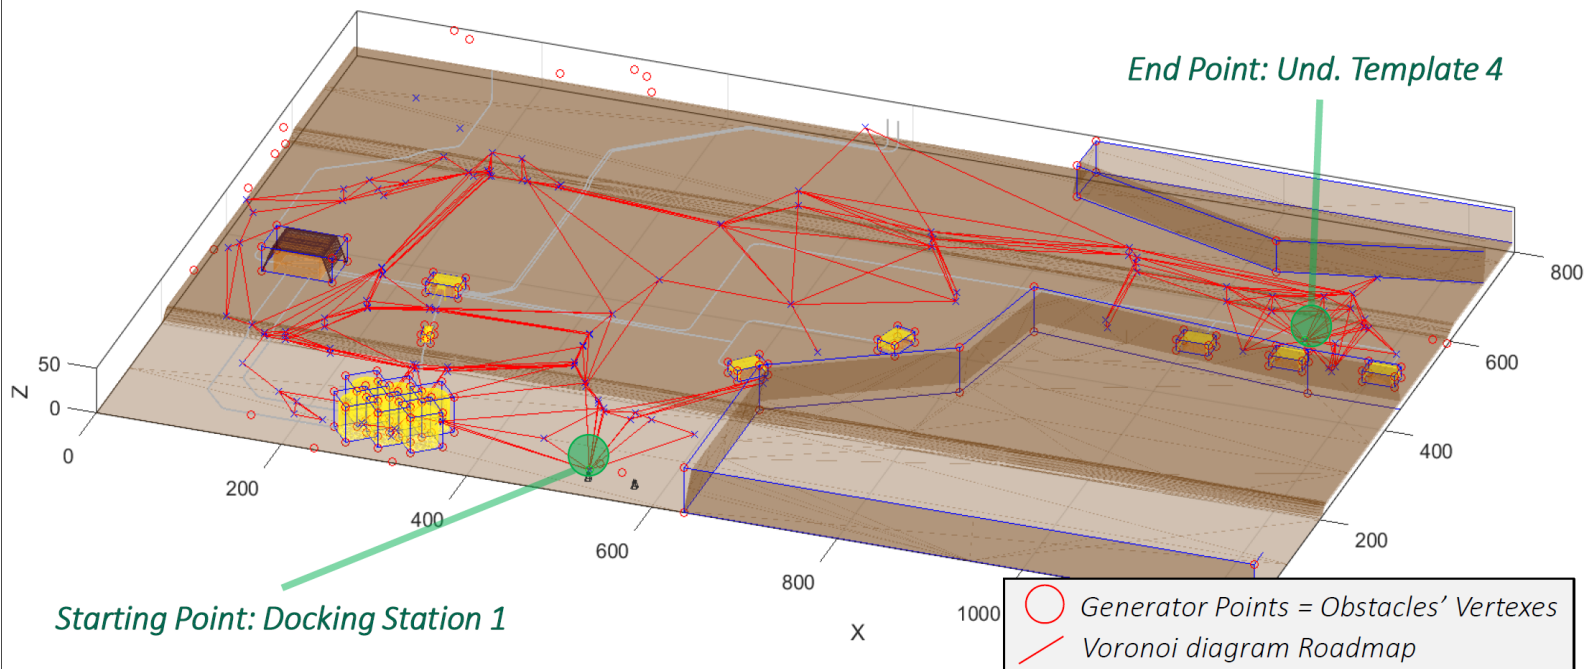 End Point: Und. Template 4
800
600
400
200
50
0
Z
0
200
400
600
800
1000
X
Starting Point: Docking Station 1
Generator Points = Obstacles' Vertexes
Voronoi diagram Roadmap